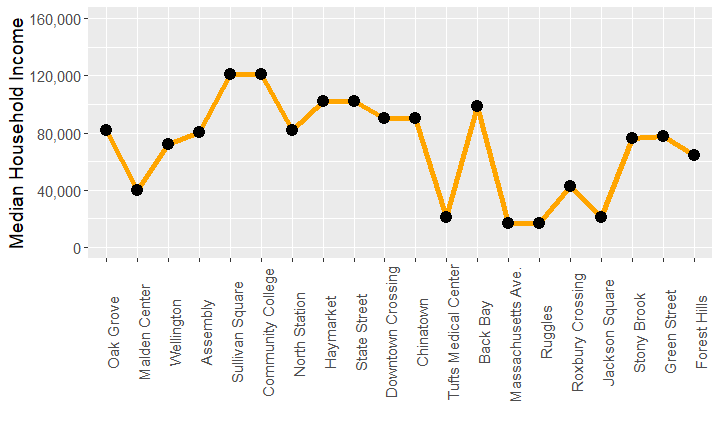 Median Household Income
160,000
120,000
80,000
40,000
0
Oak Grove
Malden Center
Wellington
Assembly
Sullivan Square
Community College
North Station
Haymarket
State Street
Downtown Crossing
Chinatown
Tufts Medical Center
Back Bay
Massachusetts Ave.
Ruggles
Roxbury Crossing
Jackson Square
Stony Brook
Green Street
Forest Hills